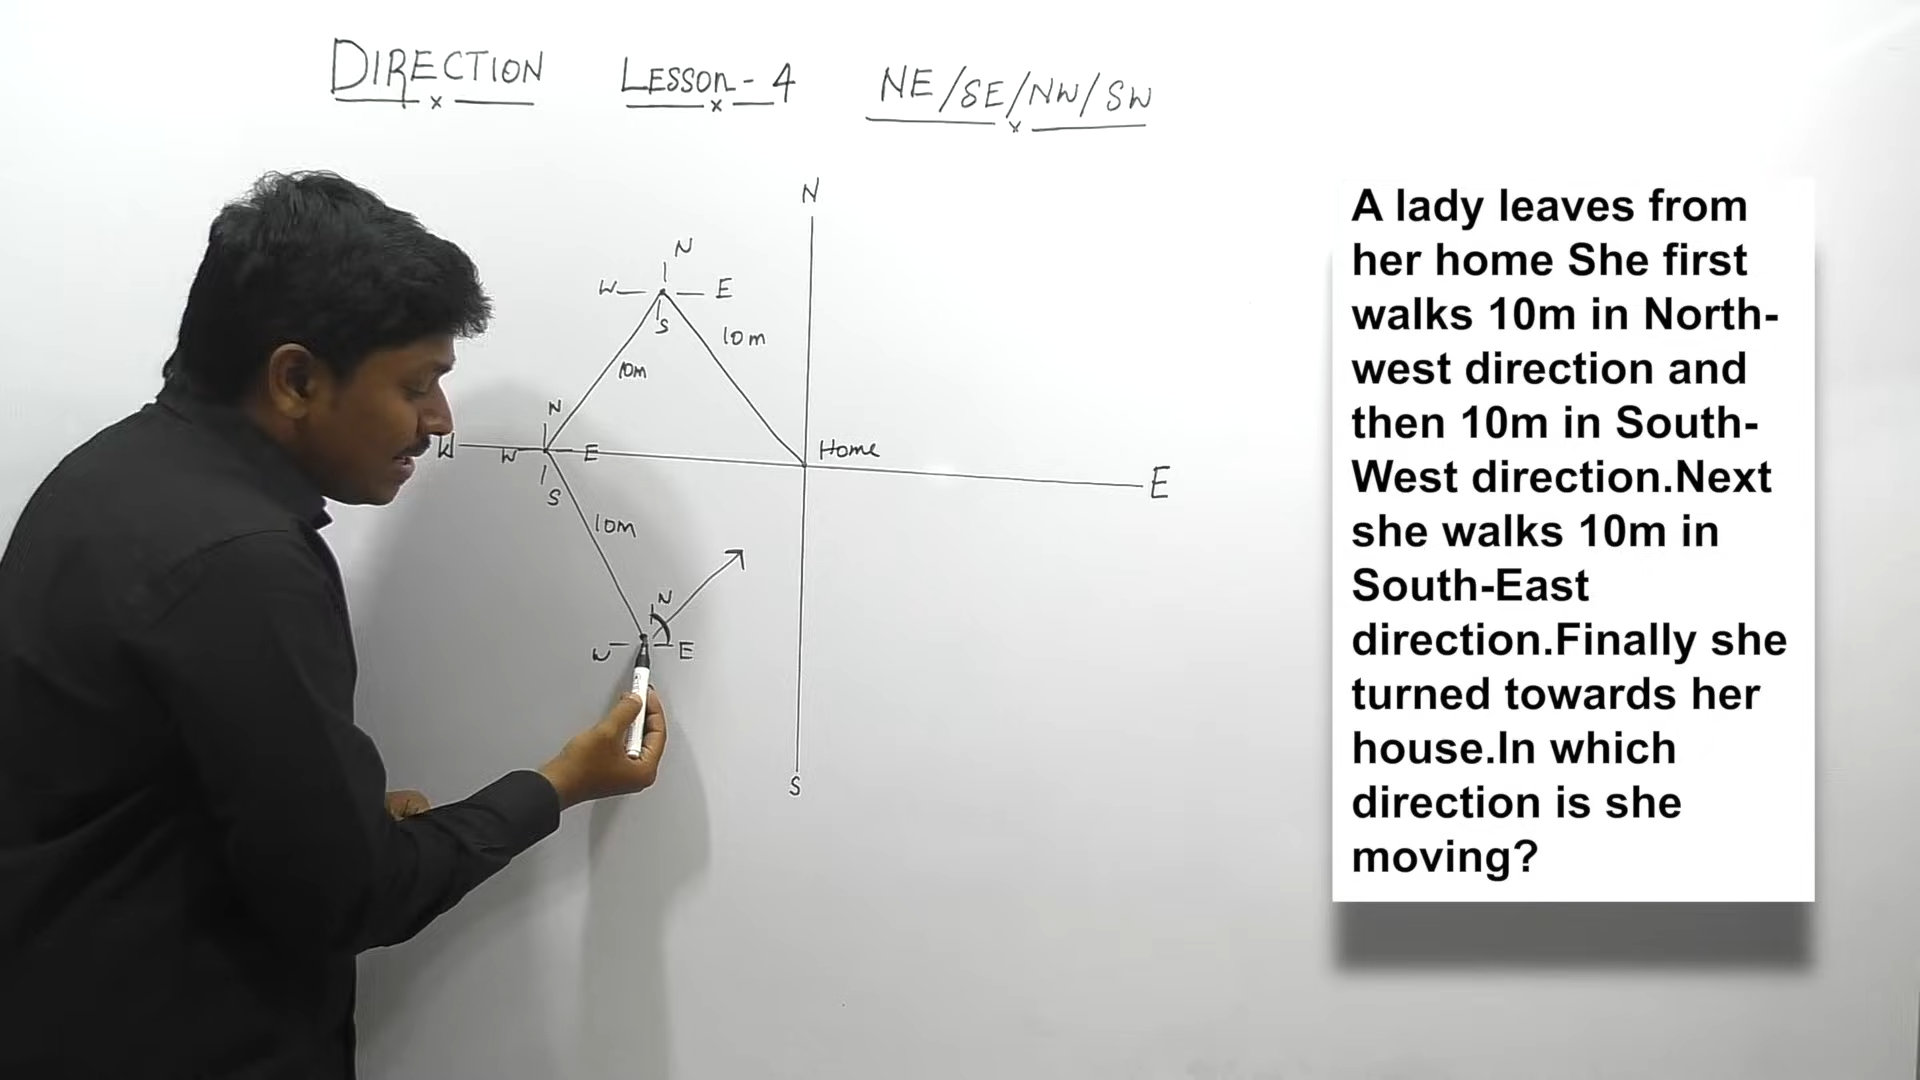 DIRECTION LESSON-4 NE/SE/NW/SW
N
N
W E
S
10m
10m
N
W W E Home E
S
10m
N
W E
S
A lady leaves from
her home She first
walks 10m in North-
west direction and
then 10m in South-
West direction.Next
she walks 10m in
South-East
direction.Finally she
turned towards her
house.In which
direction is she
moving?